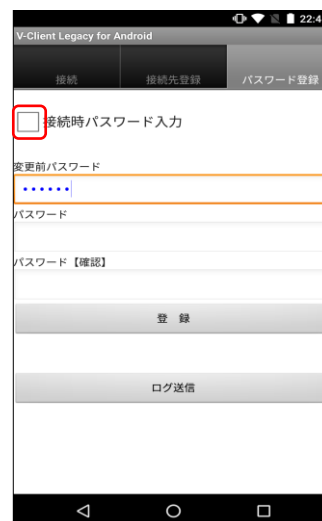 22:4
V-Client Legacy for Android
接続
接続先登録
パスワード登録
接続時パスワード入力
変更前パスワード
••••••
パスワード
パスワード【確認】
登 録
ログ送信